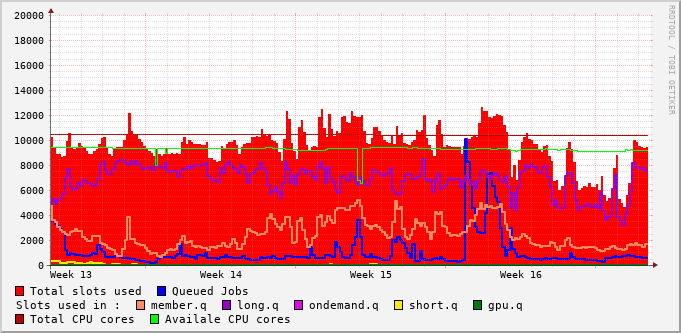 20000
18000
16000
14000
12000
10000
8000
6000
4000
2000
0
Week 13 Week 14 Week 15 Week 16
RRDTOOL / TOBI OETIKER
Total slots used Queued Jobs
Slots used in : member.q long.q ondemand.q short.q gpu.q
Total CPU cores Availale CPU cores